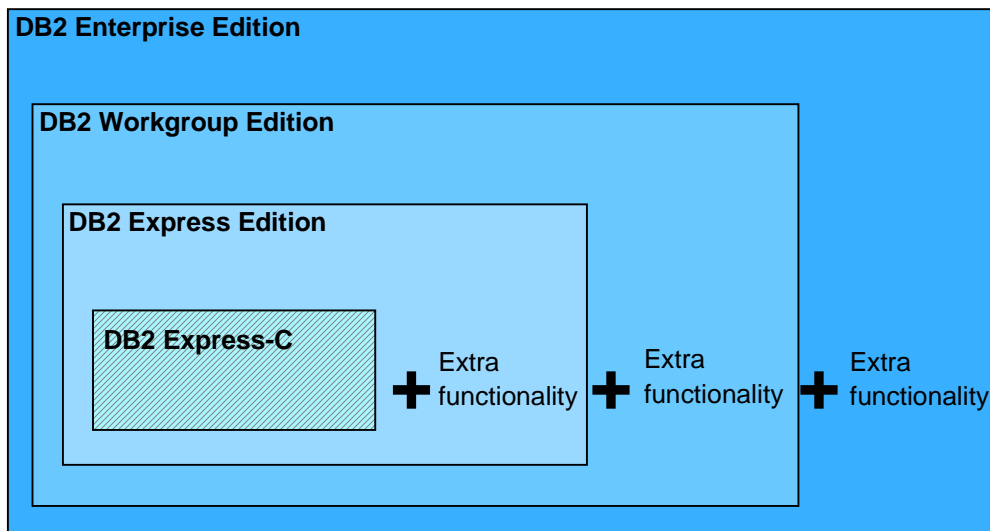 DB2 Enterprise Edition
DB2 Workgroup Edition
DB2 Express Edition
DB2 Express-C
Extra
functionality
Extra
functionality
Extra
functionality